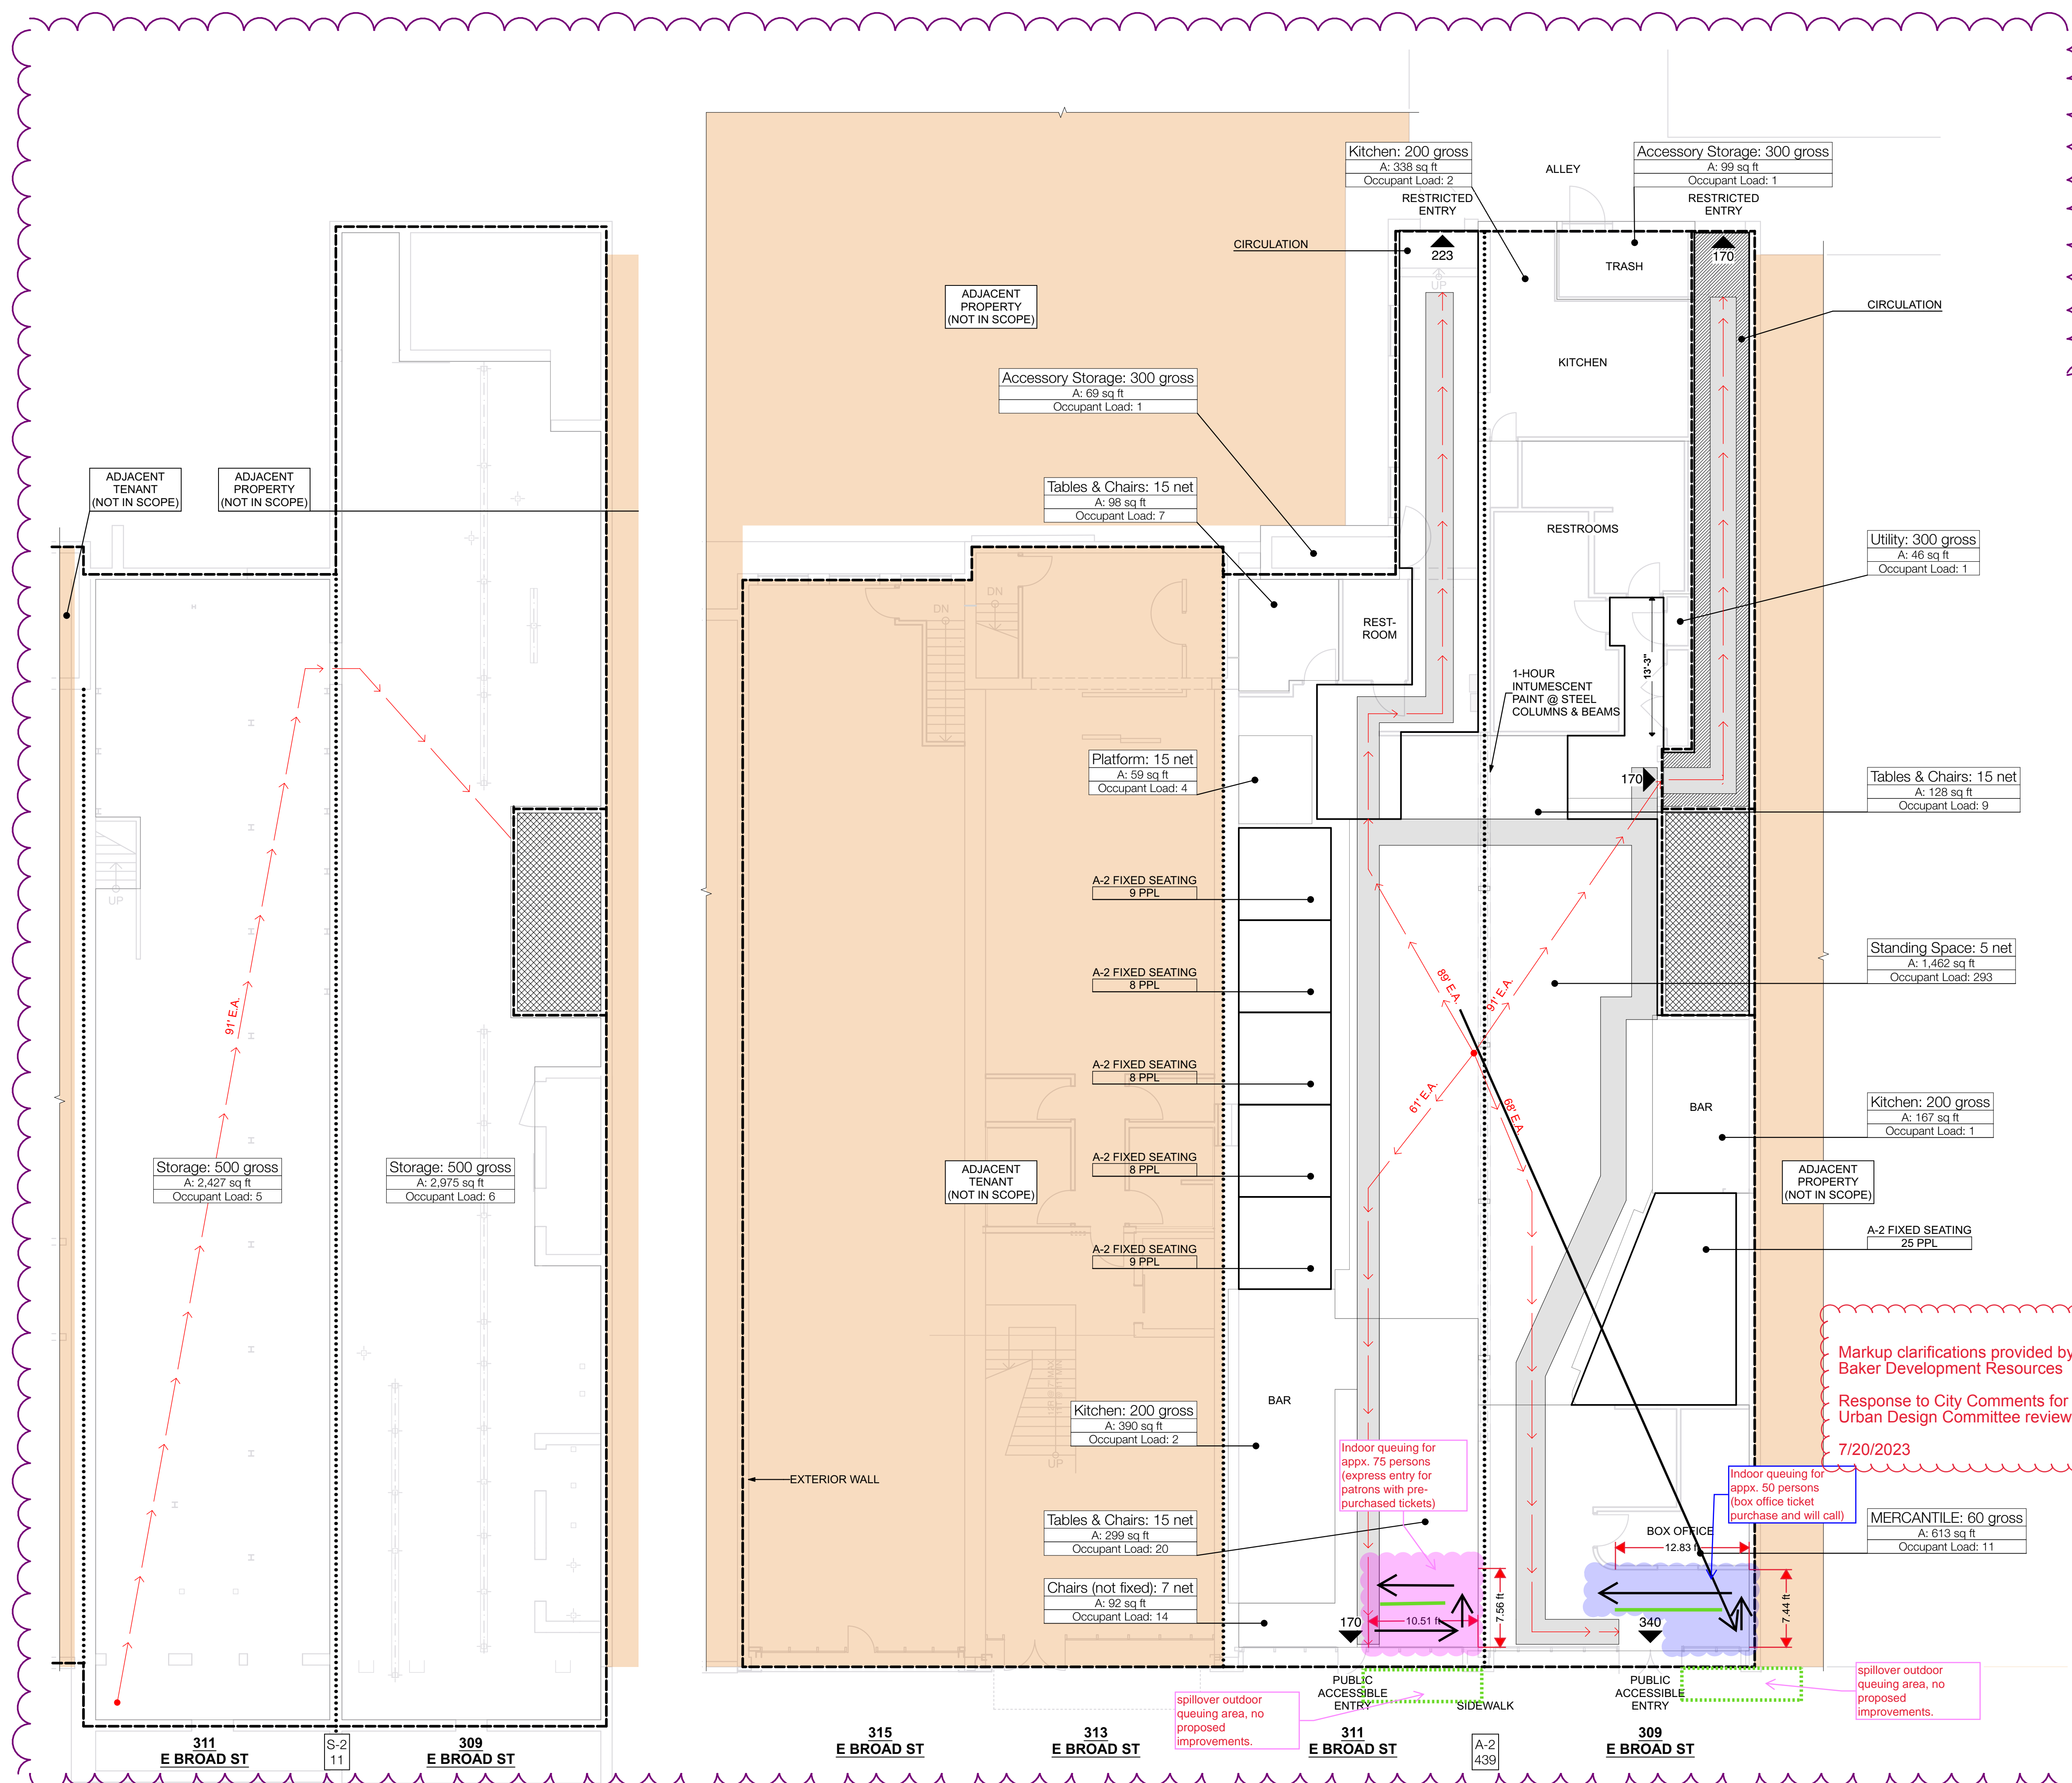 Kitchen: 200 gross
A: 338 sq ft
Occupant Load: 2
RESTRICTED
ENTRY
ALLEY
Accessory Storage: 300 gross
A: 99 sq ft
Occupant Load: 1
RESTRICTED
ENTRY
CIRCULATION
223
170
UP
TRASH
ADJACENT
PROPERTY
(NOT IN SCOPE)
CIRCULATION
KITCHEN
Accessory Storage: 300 gross
A: 69 sq ft
Occupant Load: 1
ADJACENT
TENANT
(NOT IN SCOPE)
ADJACENT
PROPERTY
(NOT IN SCOPE)
Tables & Chairs: 15 net
A: 98 sq ft
Occupant Load: 7
RESTROOMS
Utility: 300 gross
A: 46 sq ft
Occupant Load: 1
DN
DN
REST-
ROOM
13'-3"
1-HOUR
INTUMESCENT
PAINT @ STEEL
COLUMNS & BEAMS
Platform: 15 net
A: 59 sq ft
Occupant Load: 4
170
Tables & Chairs: 15 net
A: 128 sq ft
Occupant Load: 9
UP
A-2 FIXED SEATING
9 PPL
A-2 FIXED SEATING
8 PPL
Standing Space: 5 net
A: 1,462 sq ft
Occupant Load: 293
91' E.A.
89' E.A.
91' E.A.
A-2 FIXED SEATING
8 PPL
61' E.A.
68' E.A.
BAR
Kitchen: 200 gross
A: 167 sq ft
Occupant Load: 1
Storage: 500 gross
A: 2,427 sq ft
Occupant Load: 5
Storage: 500 gross
A: 2,975 sq ft
Occupant Load: 6
ADJACENT
TENANT
(NOT IN SCOPE)
A-2 FIXED SEATING
8 PPL
ADJACENT
PROPERTY
(NOT IN SCOPE)
A-2 FIXED SEATING
9 PPL
A-2 FIXED SEATING
25 PPL
Markup clarifications provided by
Baker Development Resources
Response to City Comments for
Urban Design Committee review
7/20/2023
Kitchen: 200 gross
A: 390 sq ft
Occupant Load: 2
BAR
UP
EXTERIOR WALL
Indoor queuing for
appx. 75 persons
(express entry for
patrons with pre-
purchased tickets)
Indoor queuing for
appx. 50 persons
(box office ticket
purchase and will call)
Tables & Chairs: 15 net
A: 299 sq ft
Occupant Load: 20
BOX OFFICE
12.83 ft
MERCANTILE: 60 gross
A: 613 sq ft
Occupant Load: 11
Chairs (not fixed): 7 net
A: 92 sq ft
Occupant Load: 14
170
10.51 ft
7.56 ft
340
7.44 ft
PUBLIC
ACCESSIBLE
ENTRY
SIDEWALK
PUBLIC
ACCESSIBLE
ENTRY
spillover outdoor
queuing area, no
proposed
improvements.
spillover outdoor
queuing area, no
proposed
improvements.
311
E BROAD ST
S-2
11
309
E BROAD ST
315
E BROAD ST
313
E BROAD ST
311
E BROAD ST
A-2
439
309
E BROAD ST